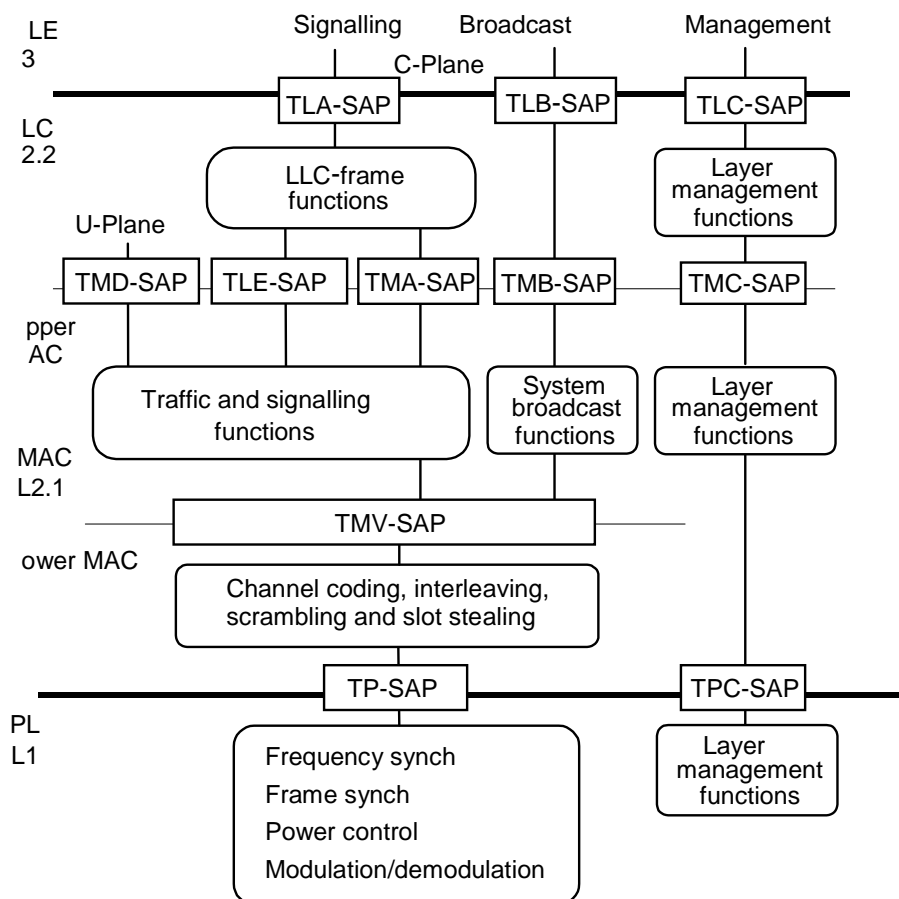 LE
3
Signalling
Broadcast
Management
C-Plane
TLA-SAP
TLB-SAP
TLC-SAP
LC
2.2
LLC-frame
functions
Layer
management
functions
U-Plane
TMD-SAP
TLE-SAP
TMA-SAP
TMB-SAP
TMC-SAP
pper
AC
Traffic and signalling
functions
System
broadcast
functions
Layer
management
functions
MAC
L2.1
TMV-SAP
ower MAC
Channel coding, interleaving,
scrambling and slot stealing
TP-SAP
TPC-SAP
PL
L1
Frequency synch
Frame synch
Power control
Modulation/demodulation
Layer
management
functions